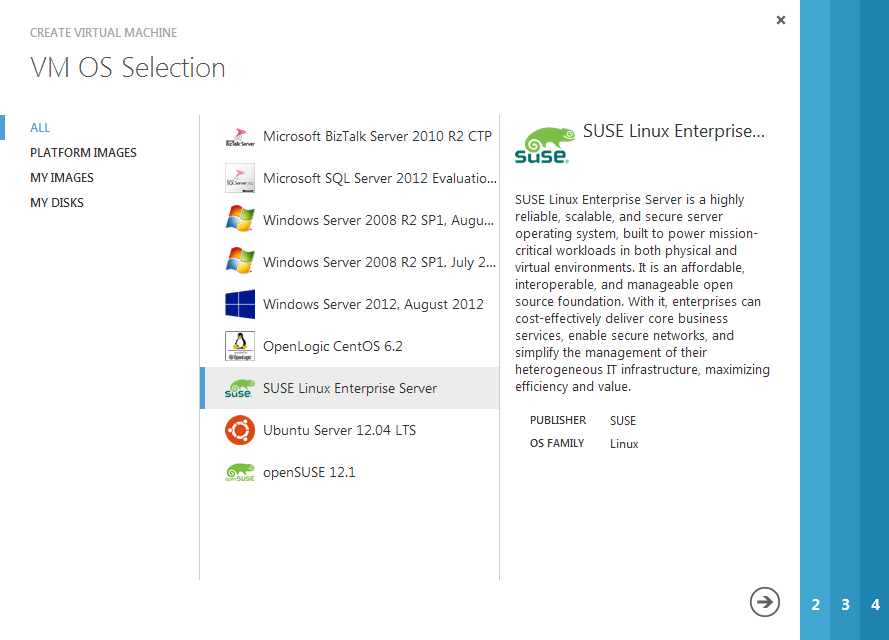 CREATE VIRTUAL MACHINE
VM OS Selection
ALL
PLATFORM IMAGES
MY IMAGES
MY DISKS
BizTalk Server
Microsoft BizTalk Server 2010 R2 CTP
Microsoft SQL Server 2012 Evaluatio...
Windows Server 2008 R2 SP1, Augu...
Windows Server 2008 R2 SP1, July 2...
Windows Server 2012, August 2012
OpenLogic CentOS 6.2
SUSE
SUSE Linux Enterprise Server
Ubuntu Server 12.04 LTS
openSUSE
openSUSE 12.1
SUSE
SUSE Linux Enterprise...
SUSE Linux Enterprise Server is a highly
reliable, scalable, and secure server
operating system, built to power mission-
critical workloads in both physical and
virtual environments. It is an affordable,
interoperable, and manageable open
source foundation. With it, enterprises can
cost-effectively deliver core business
services, enable secure networks, and
simplify the management of their
heterogeneous IT infrastructure, maximizing
efficiency and value.
PUBLISHER SUSE
OS FAMILY Linux
2 3 4